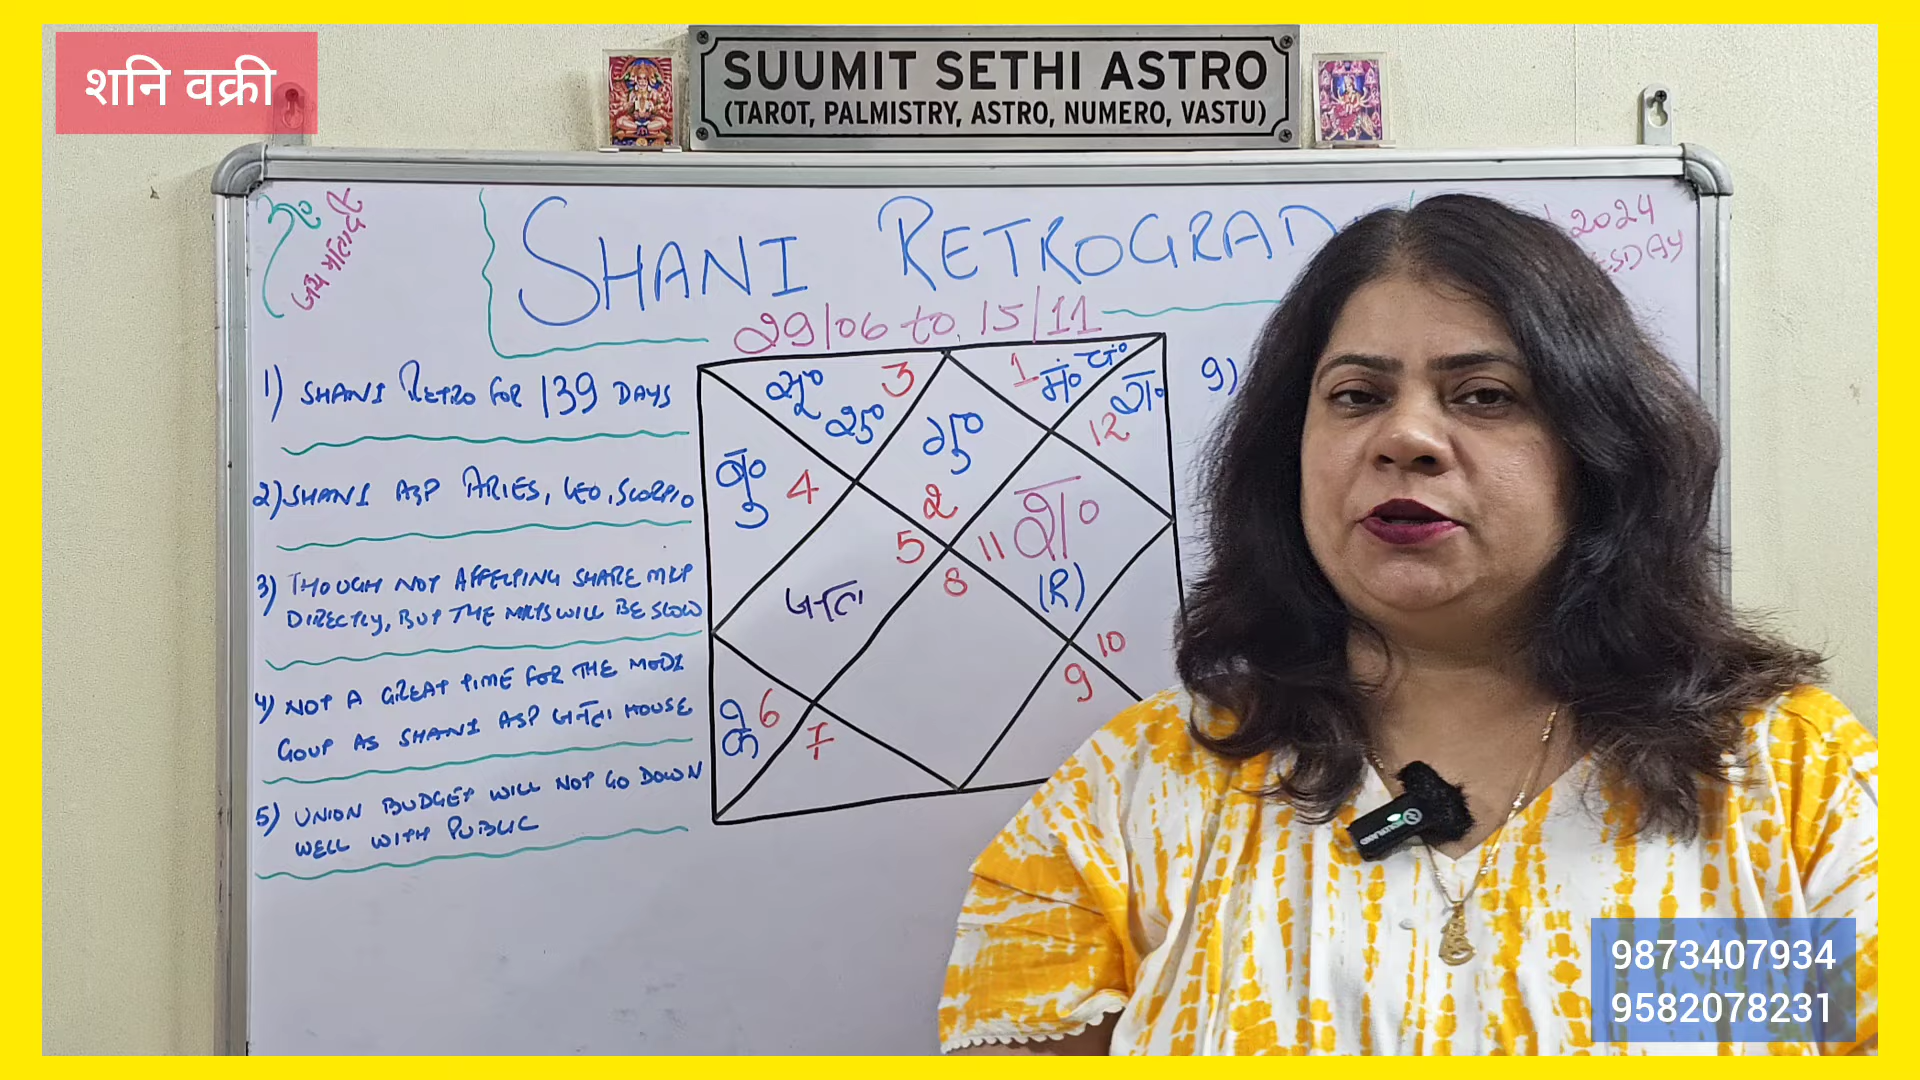 शनि वक्री
SUUMIT SETHI ASTRO
(TAROT, PALMISTRY, ASTRO, NUMERO, VASTU)
ॐ
जय माता दी
SHANI RETROGRAD
2024
ESDAY
29/06 to 15/11
1) SHANI RETRO FOR 139 DAYS
2) SHANI ASP ARIES, LEO, SCORPIO
3) THOUGH NOT AFFECTING SHARE MKT
DIRECTLY, BUT THE MKTS WILL BE SLOW
4) NOT A GREAT TIME FOR THE MODI
GOVT AS SHANI ASP जनता HOUSE
5) UNION BUDGET WILL NOT GO DOWN
WELL WITH PUBLIC
9)
सू० 3
शु०
गु०
2
1 मं० चं०
रा०
12
बु० 4
5
जनता
11 श०
(R)
8
के 6
7
9
10
9873407934
9582078231